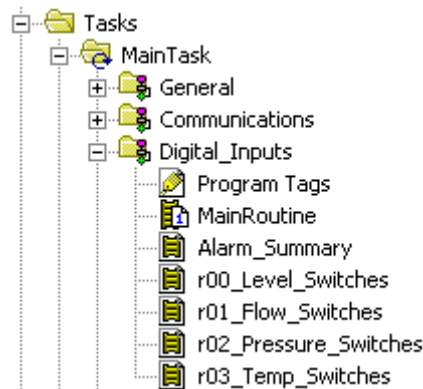 Tasks
MainTask
General
Communications
Digital_Inputs
Program Tags
MainRoutine
Alarm_Summary
r00_Level_Switches
r01_Flow_Switches
r02_Pressure_Switches
r03_Temp_Switches